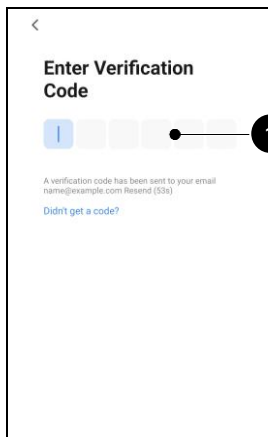 Enter Verification
Code
A verification code has been sent to your email
name@example.com Resend (53s)
Didn't get a code?